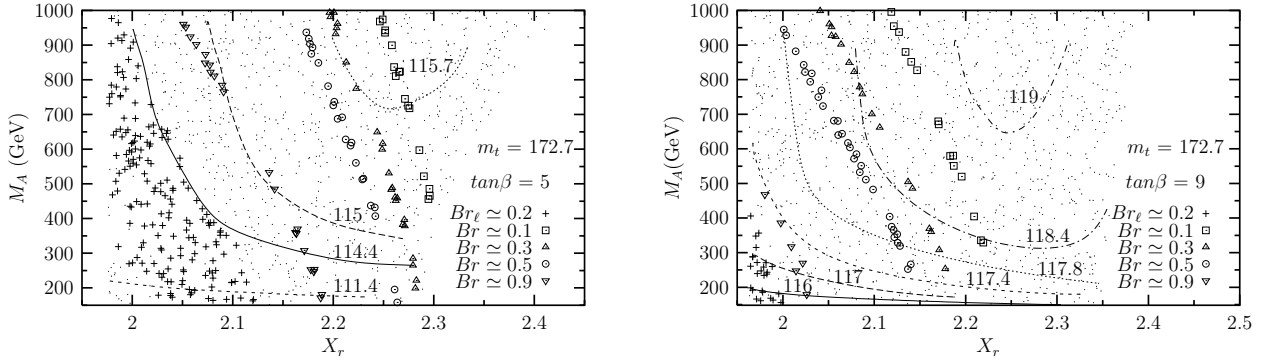 1000
900
800
700
600
500
400
300
200
M_A (GeV)
2
2.1
2.2
2.3
2.4
X_r
115.7
115
114.4
111.4
m_t = 172.7
tanβ = 5
Br_ℓ ≃ 0.2
Br ≃ 0.1
Br ≃ 0.3
Br ≃ 0.5
Br ≃ 0.9
1000
900
800
700
600
500
400
300
200
M_A(GeV)
2
2.1
2.2
2.3
2.4
2.5
X_r
119
118.4
117.8
117.4
117
116
m_t = 172.7
tanβ = 9
Br_ℓ ≃ 0.2
Br ≃ 0.1
Br ≃ 0.3
Br ≃ 0.5
Br ≃ 0.9